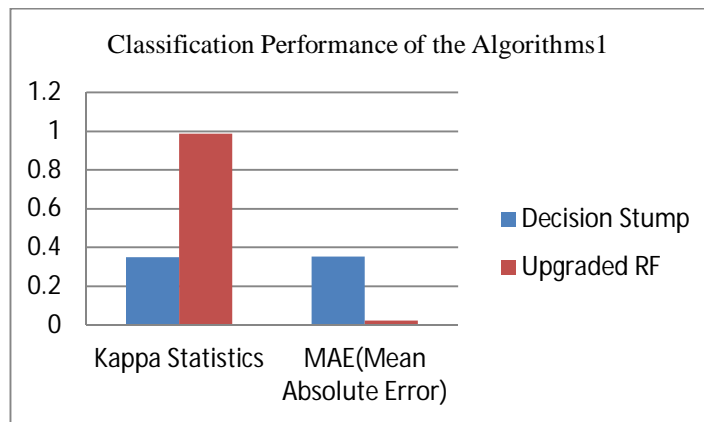 Classification Performance of the Algorithms1
1.2
1
0.8
0.6
0.4
0.2
0
Kappa Statistics
MAE(Mean
Absolute Error)
Decision Stump
Upgraded RF